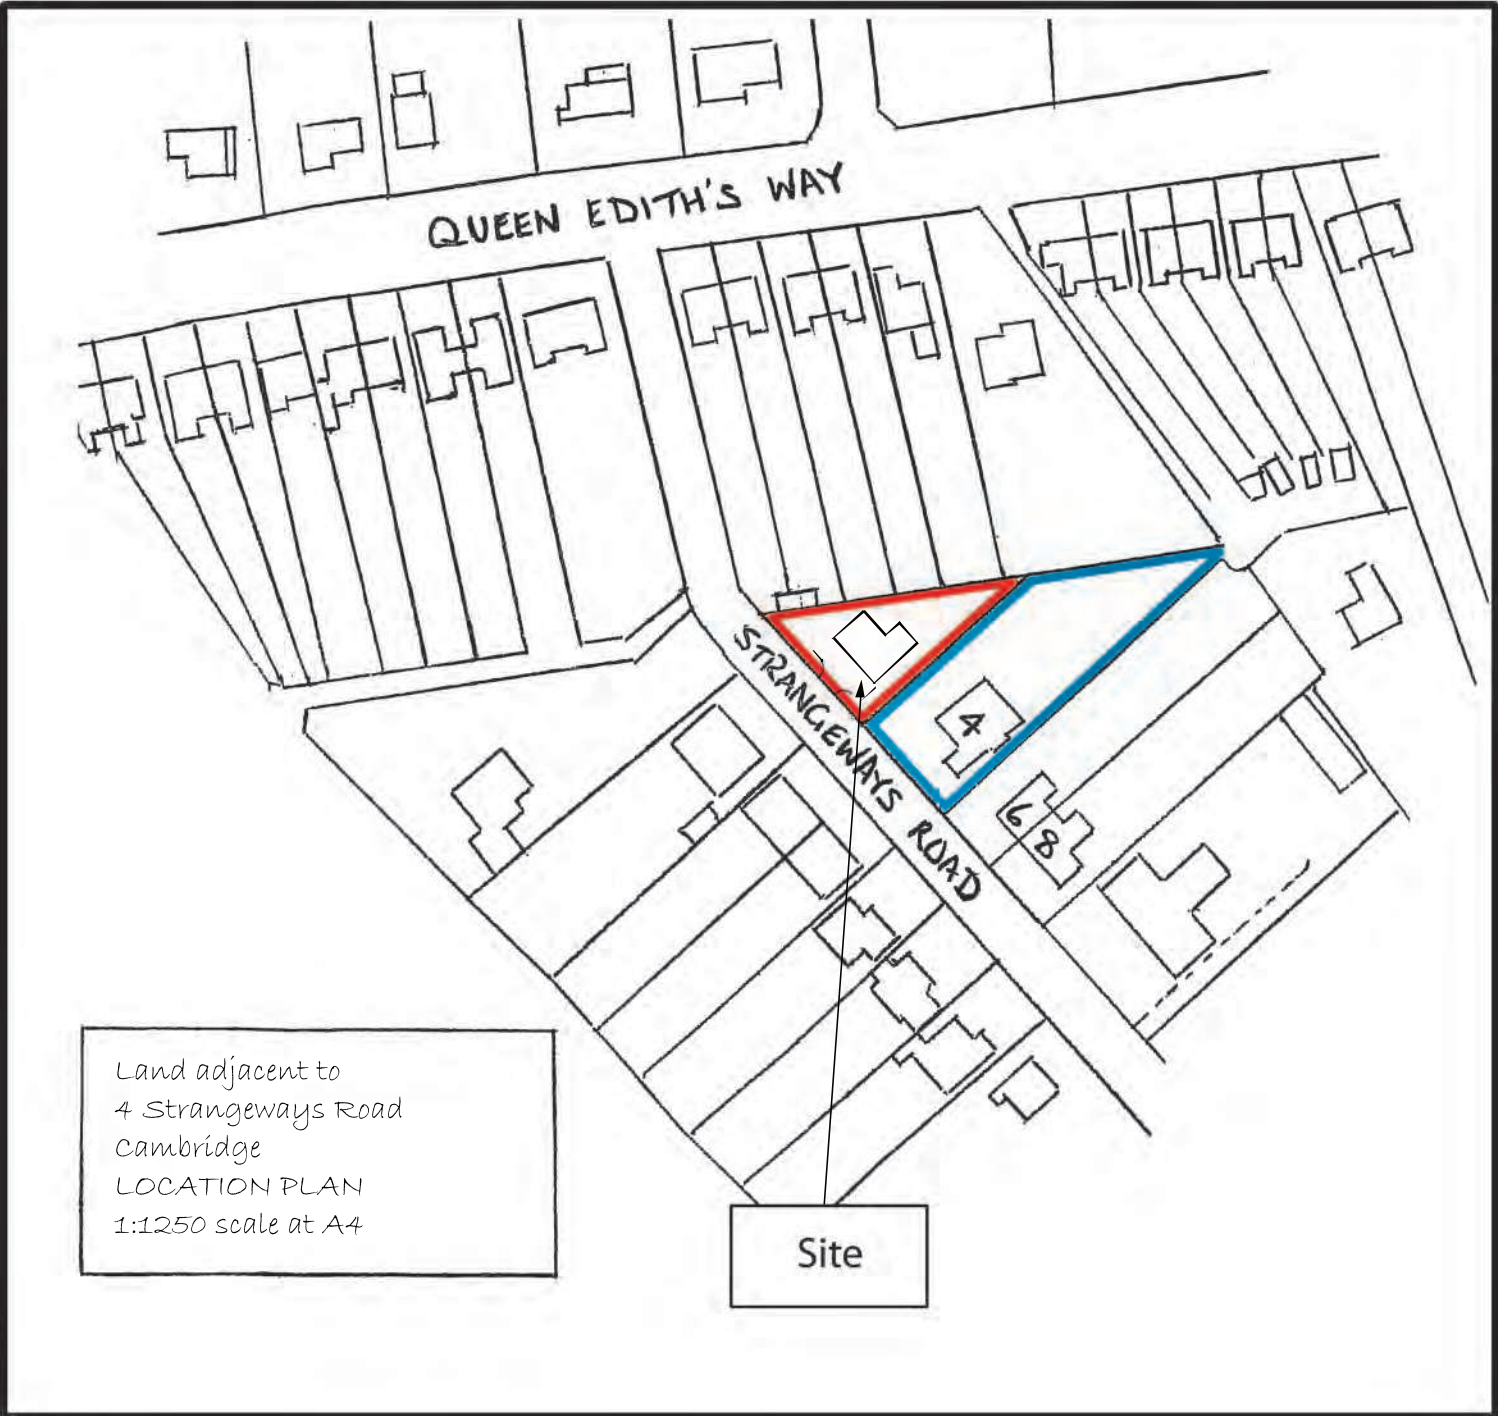 QUEEN EDITH'S WAY
STRANGEWAYS ROAD
4
6
8
Land adjacent to
4 Strangeways Road
Cambridge
LOCATION PLAN
1:1250 scale at A4
Site